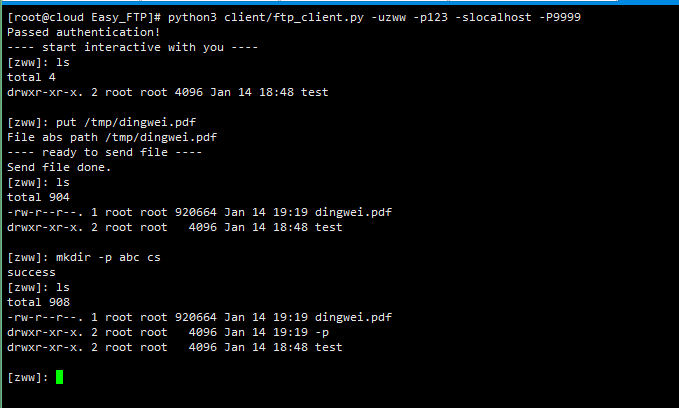 [root@cloud Easy_FTP]# python3 client/ftp_client.py -uzww -p123 -slocalhost -P9999
Passed authentication!
---- start interactive with you ----
[zww]: ls
total 4
drwxr-xr-x. 2 root root 4096 Jan 14 18:48 test
[zww]: put /tmp/dingwei.pdf
File abs path /tmp/dingwei.pdf
---- ready to send file ----
Send file done.
[zww]: ls
total 904
-rw-r--r--. 1 root root 920664 Jan 14 19:19 dingwei.pdf
drwxr-xr-x. 2 root root   4096 Jan 14 18:48 test
[zww]: mkdir -p abc cs
success
[zww]: ls
total 908
-rw-r--r--. 1 root root 920664 Jan 14 19:19 dingwei.pdf
drwxr-xr-x. 2 root root   4096 Jan 14 19:19 -p
drwxr-xr-x. 2 root root   4096 Jan 14 18:48 test
[zww]: